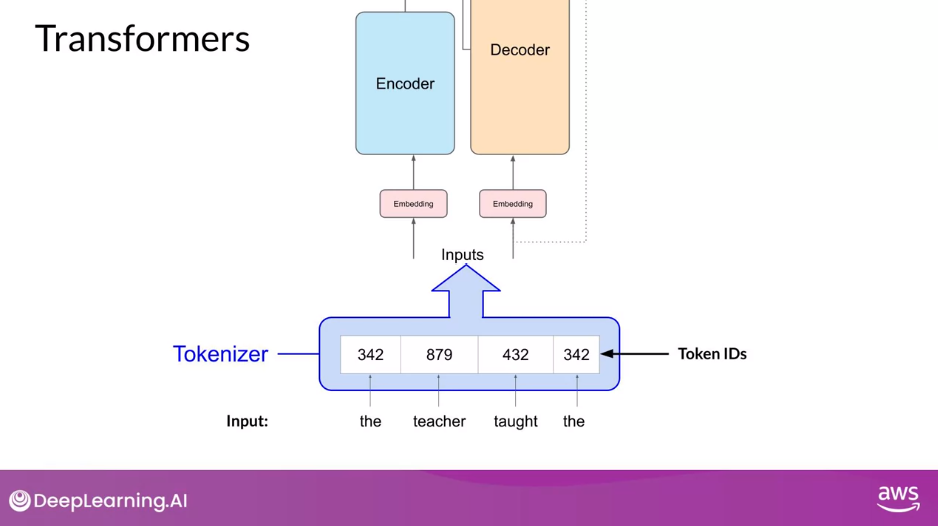 Transformers
Decoder
Encoder
Embedding Embedding
Inputs
Tokenizer 342 879 432 342 Token IDs
Input: the teacher taught the
DeepLearning.AI aws